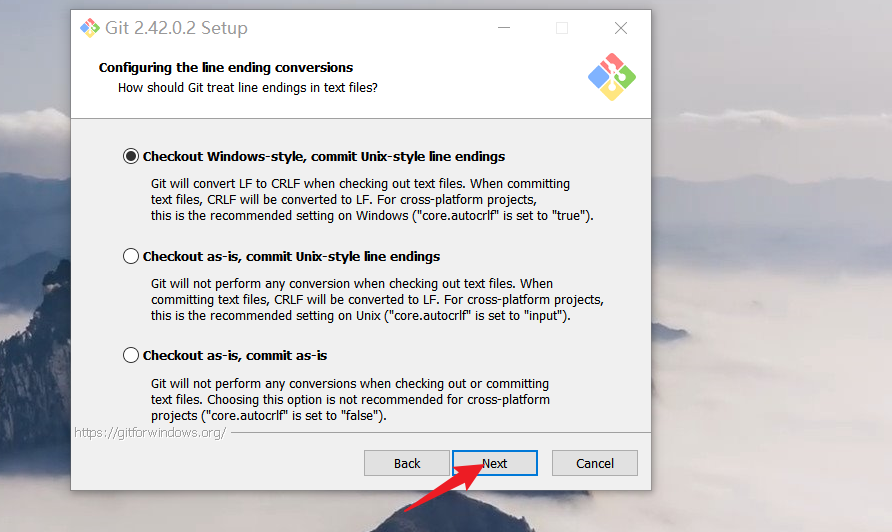 Git 2.42.0.2 Setup
Configuring the line ending conversions
How should Git treat line endings in text files?
Checkout Windows-style, commit Unix-style line endings
Git will convert LF to CRLF when checking out text files. When committing
text files, CRLF will be converted to LF. For cross-platform projects,
this is the recommended setting on Windows ("core.autocrlf" is set to "true").
Checkout as-is, commit Unix-style line endings
Git will not perform any conversion when checking out text files. When
committing text files, CRLF will be converted to LF. For cross-platform projects,
this is the recommended setting on Unix ("core.autocrlf" is set to "input").
Checkout as-is, commit as-is
Git will not perform any conversions when checking out or committing
text files. Choosing this option is not recommended for cross-platform
projects ("core.autocrlf" is set to "false").
https://gitforwindows.org/
Back
Next
Cancel